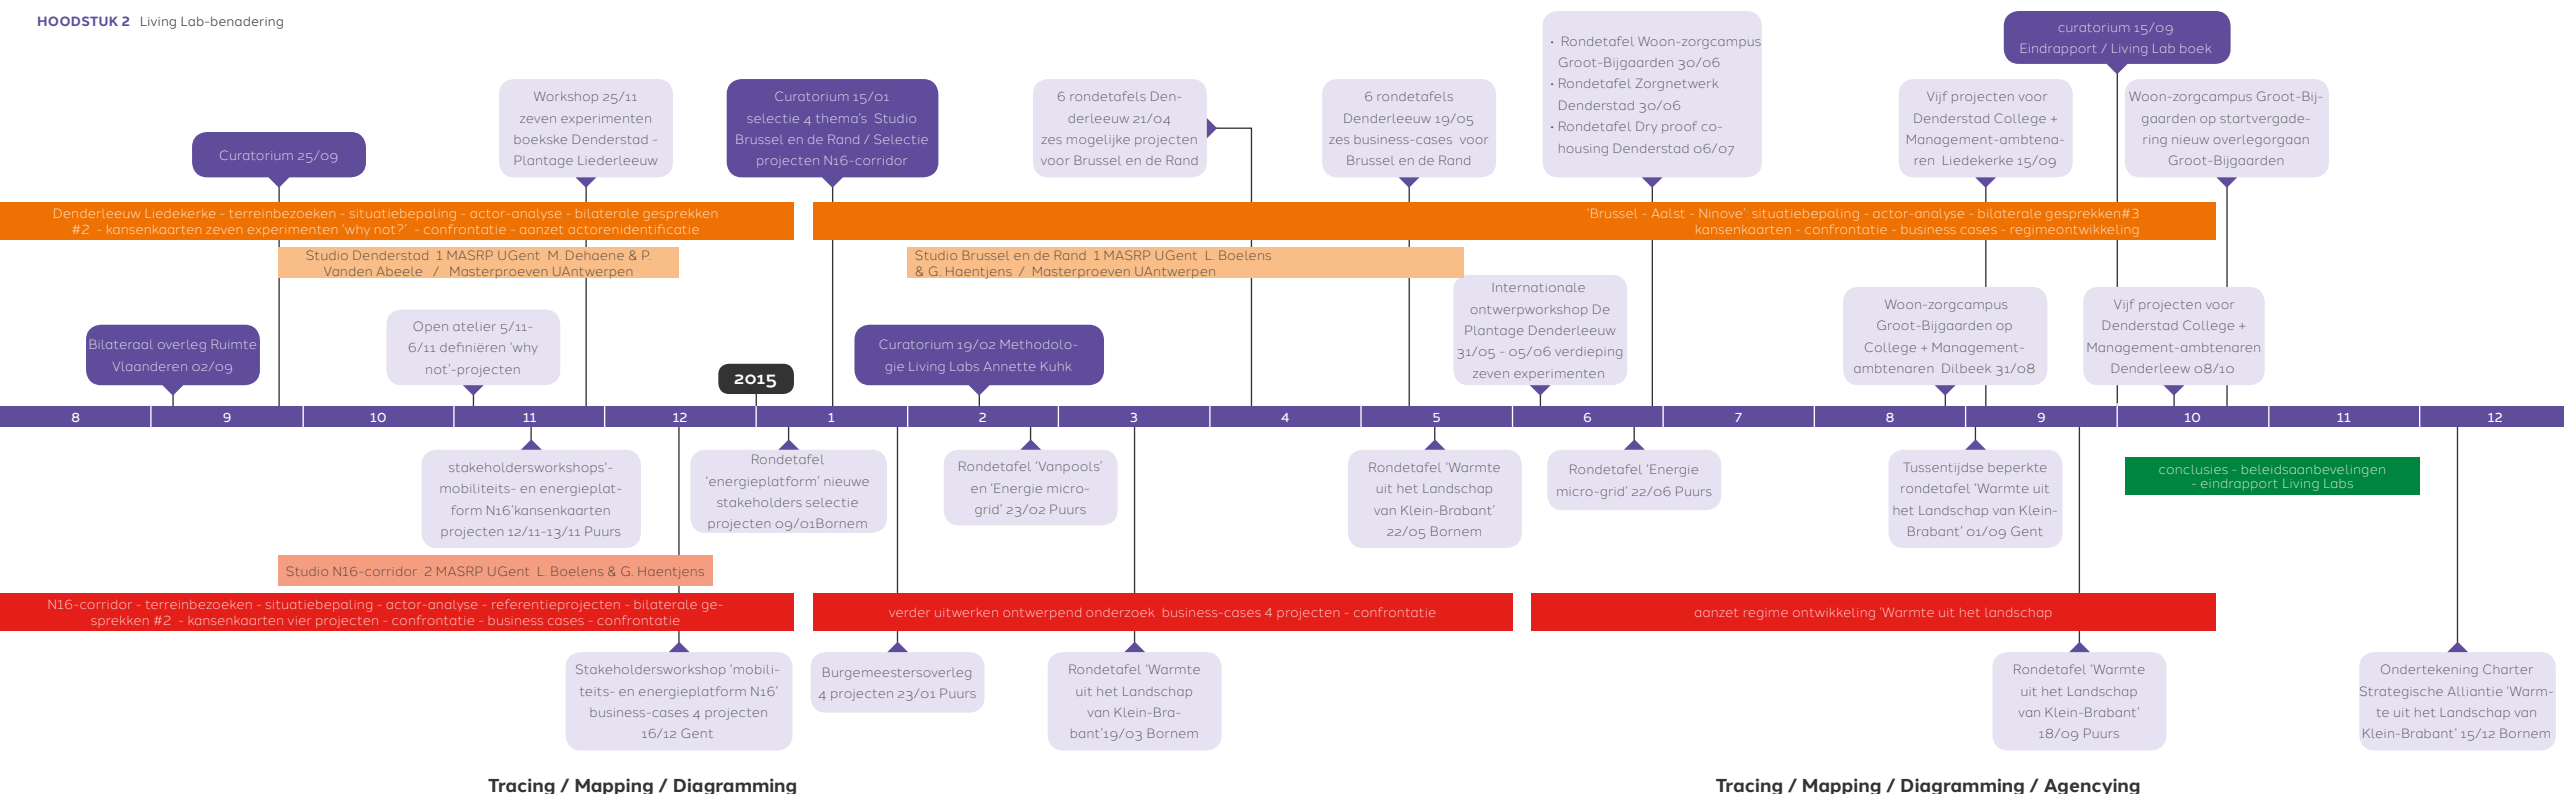 HOODSTUK 2 Living Lab-benadering
curatorium 15/09
Eindrapport / Living Lab boek
• Rondetafel Woon-zorgcampus
Groot-Bijgaarden 30/06
• Rondetafel Zorgnetwerk
Denderstad 30/06
• Rondetafel Dry proof co-
housing Denderstad 06/07
Curatorium 25/09
Workshop 25/11
zeven experimenten
boekske Denderstad -
Plantage Liederleeuw
Curatorium 15/01
selectie 4 thema's Studio
Brussel en de Rand / Selectie
projecten N16-corridor
6 rondetafels Den-
derleeuw 21/04
zes mogelijke projecten
voor Brussel en de Rand
6 rondetafels
Denderleeuw 19/05
zes business-cases voor
Brussel en de Rand
Vijf projecten voor
Denderstad College +
Management-ambtena-
ren Liedekerke 15/09
Woon-zorgcampus Groot-Bij-
gaarden op startvergade-
ring nieuw overlegorgaan
Groot-Bijgaarden
Denderleeuw Liedekerke - terreinbezoeken - situatiebepaling - actor-analyse - bilaterale gesprekken
#2 - kansenkaarten zeven experimenten 'why not?' - confrontatie - aanzet actorenidentificatie
'Brussel - Aalst - Ninove': situatiebepaling - actor-analyse - bilaterale gesprekken#3
kansenkaarten - confrontatie - business cases - regimeontwikkeling
Studio Denderstad 1 MASRP UGent M. Dehaene & P.
Vanden Abeele / Masterproeven UAntwerpen
Studio Brussel en de Rand 1 MASRP UGent L. Boelens
& G. Haentjens / Masterproeven UAntwerpen
Bilateraal overleg Ruimte
Vlaanderen 02/09
Open atelier 5/11-
6/11 definiëren 'why
not'-projecten
2015
Curatorium 19/02 Methodolo-
gie Living Labs Annette Kuhk
Internationale
ontwerpworkshop De
Plantage Denderleeuw
31/05 - 05/06 verdieping
zeven experimenten
Woon-zorgcampus
Groot-Bijgaarden op
College + Management-
ambtenaren Dilbeek 31/08
Vijf projecten voor
Denderstad College +
Management-ambtenaren
Denderleew 08/10
8 9 10 11 12 1 2 3 4 5 6 7 8 9 10 11 12
stakeholdersworkshops'-
mobiliteits- en energieplat-
form N16'kansenkaarten
projecten 12/11-13/11 Puurs
Rondetafel
'energieplatform' nieuwe
stakeholders selectie
projecten 09/01Bornem
Rondetafel 'Vanpools'
en 'Energie micro-
grid' 23/02 Puurs
Rondetafel 'Warmte
uit het Landschap
van Klein-Brabant'
22/05 Bornem
Rondetafel 'Energie
micro-grid' 22/06 Puurs
Tussentijdse beperkte
rondetafel 'Warmte uit
het Landschap van Klein-
Brabant' 01/09 Gent
conclusies - beleidsaanbevelingen
- eindrapport Living Labs
Studio N16-corridor 2 MASRP UGent L. Boelens & G. Haentjens
N16-corridor - terreinbezoeken - situatiebepaling - actor-analyse - referentieprojecten - bilaterale ge-
sprekken #2 - kansenkaarten vier projecten - confrontatie - business cases - confrontatie
verder uitwerken ontwerpend onderzoek business-cases 4 projecten - confrontatie
aanzet regime ontwikkeling 'Warmte uit het landschap
Stakeholdersworkshop 'mobili-
teits- en energieplatform N16'
business-cases 4 projecten
16/12 Gent
Burgemeestersoverleg
4 projecten 23/01 Puurs
Rondetafel 'Warmte
uit het Landschap
van Klein-Bra-
bant'19/03 Bornem
Rondetafel 'Warmte
uit het Landschap
van Klein-Brabant'
18/09 Puurs
Ondertekening Charter
Strategische Alliantie 'Warm-
te uit het Landschap van
Klein-Brabant' 15/12 Bornem
Tracing / Mapping / Diagramming
Tracing / Mapping / Diagramming / Agencying